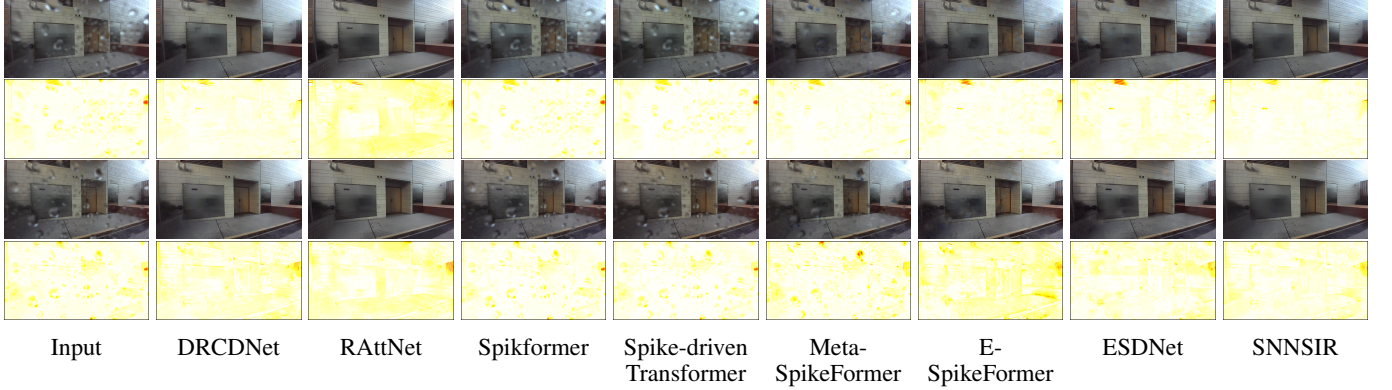 Input
DRCDNet
RAttNet
Spikformer
Spike-driven
Transformer
Meta-
SpikeFormer
E-
SpikeFormer
ESDNet
SNNSIR